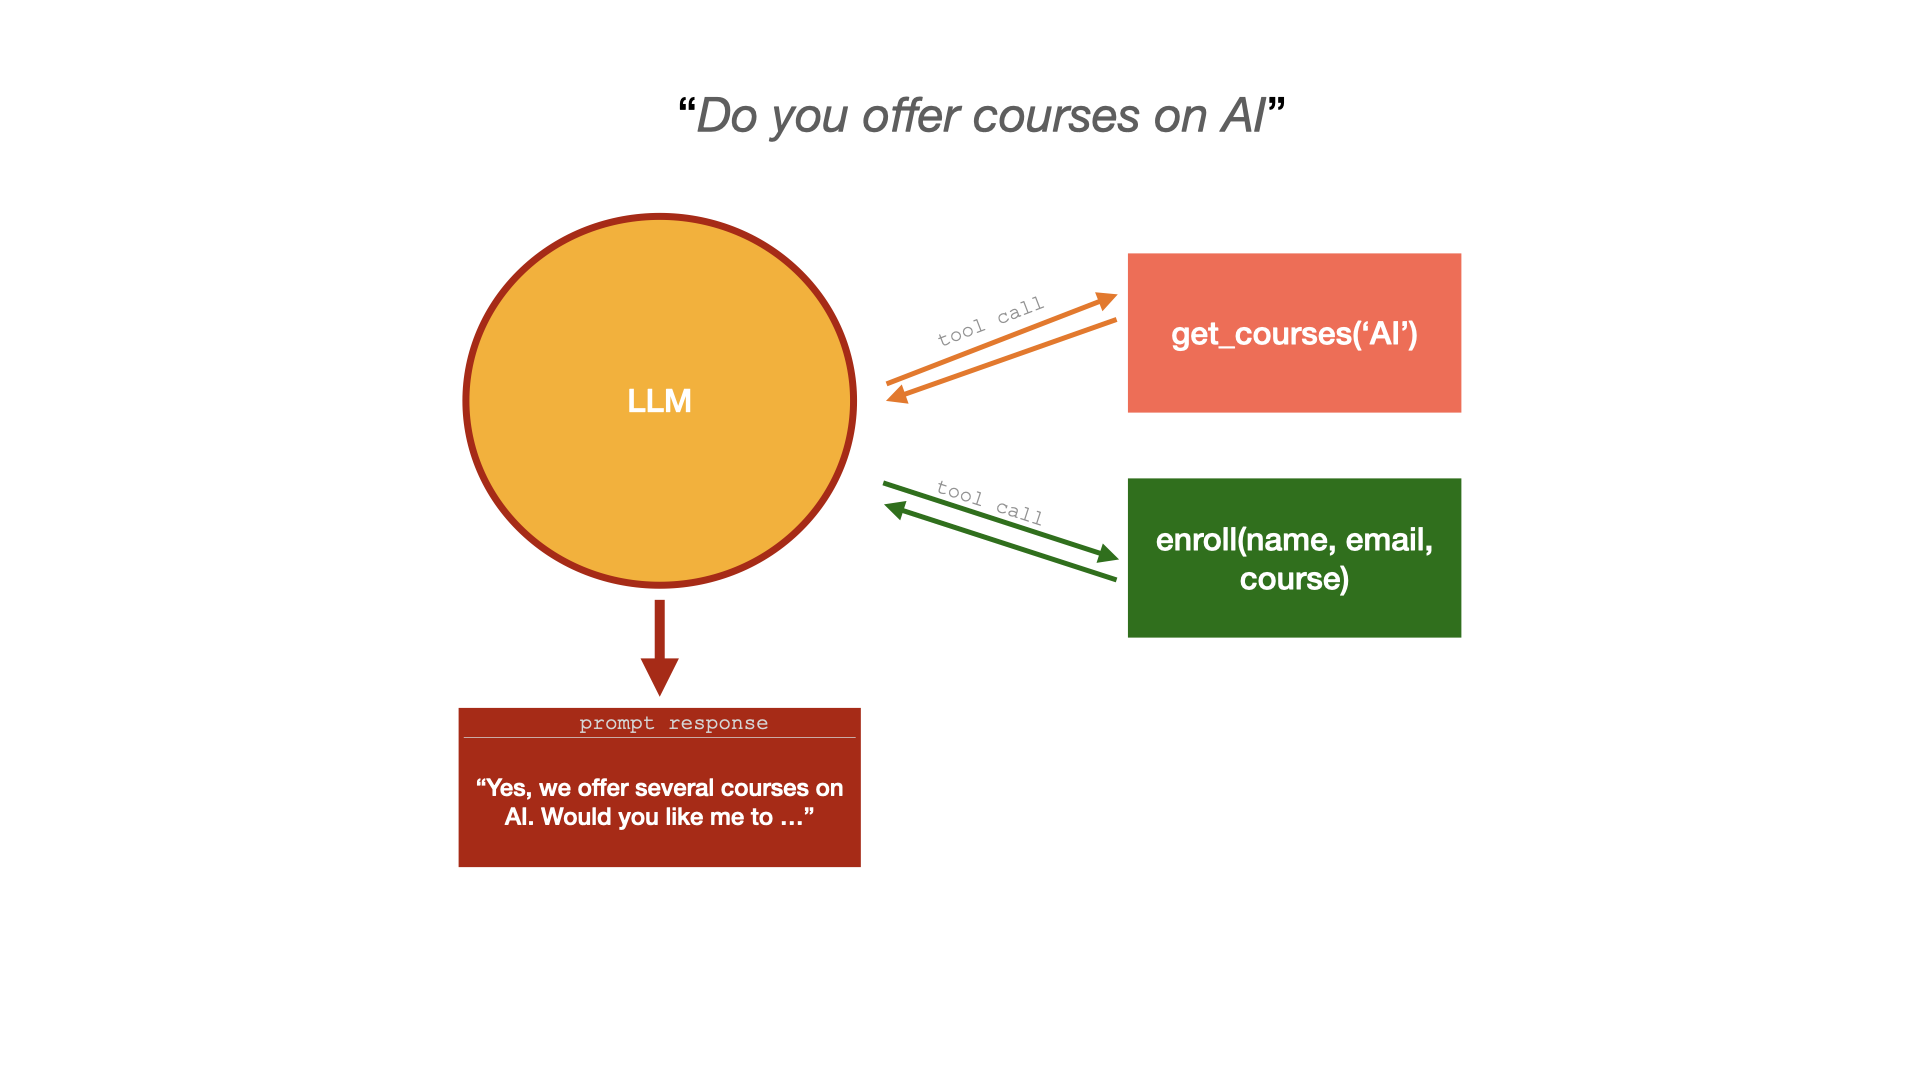 “Do you offer courses on AI”
LLM
tool call
get_courses(‘AI’)
tool call
enroll(name, email,
course)
prompt response
“Yes, we offer several courses on
AI. Would you like me to …”